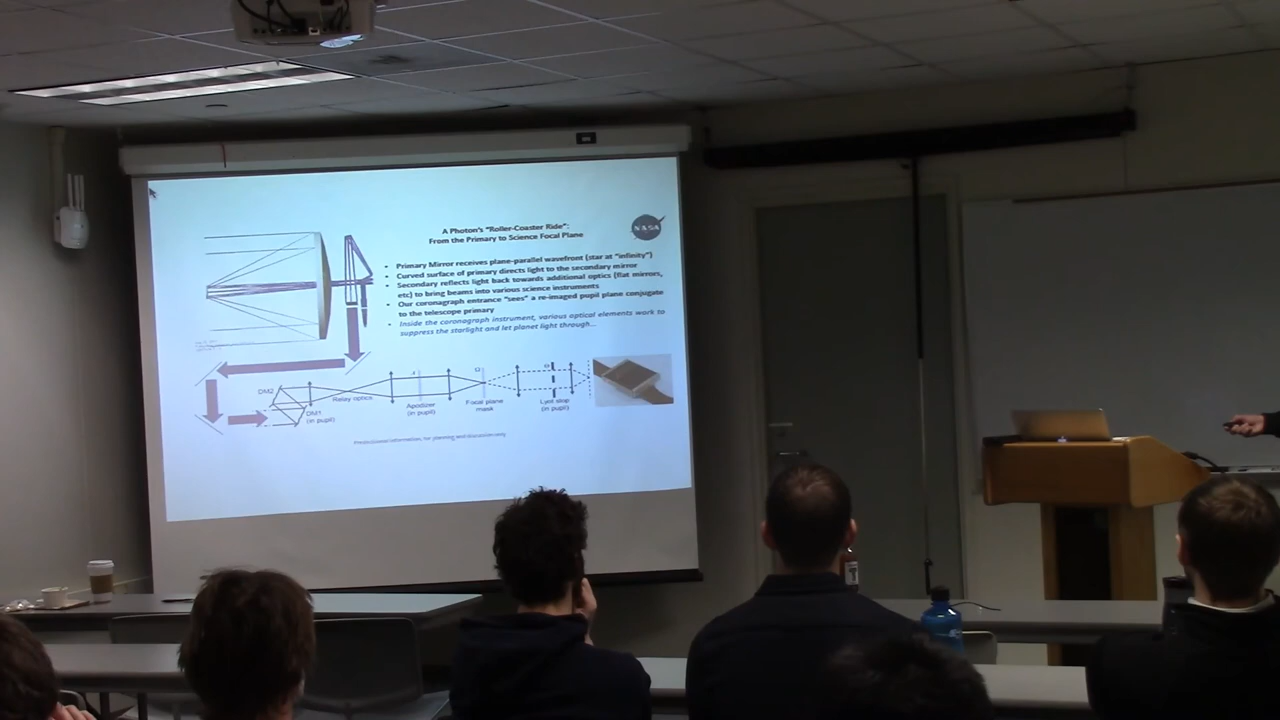 A Photon's "Roller-Coaster Ride":
From the Primary to Science Focal Plane
NASA
• Primary Mirror receives plane-parallel wavefront (star at "infinity")
• Curved surface of primary directs light to the secondary mirror
• Secondary reflects light back towards additional optics (flat mirrors,
etc) to bring beams into various science instruments
• Our coronagraph entrance "sees" a re-imaged pupil plane conjugate
to the telescope primary
• Inside the coronagraph instrument, various optical elements work to
suppress the starlight and let planet light through...
DM2
DM1
(in pupil)
Relay optics
A
Apodizer
(in pupil)
Ω
Focal plane
mask
Lyot stop
(in pupil)